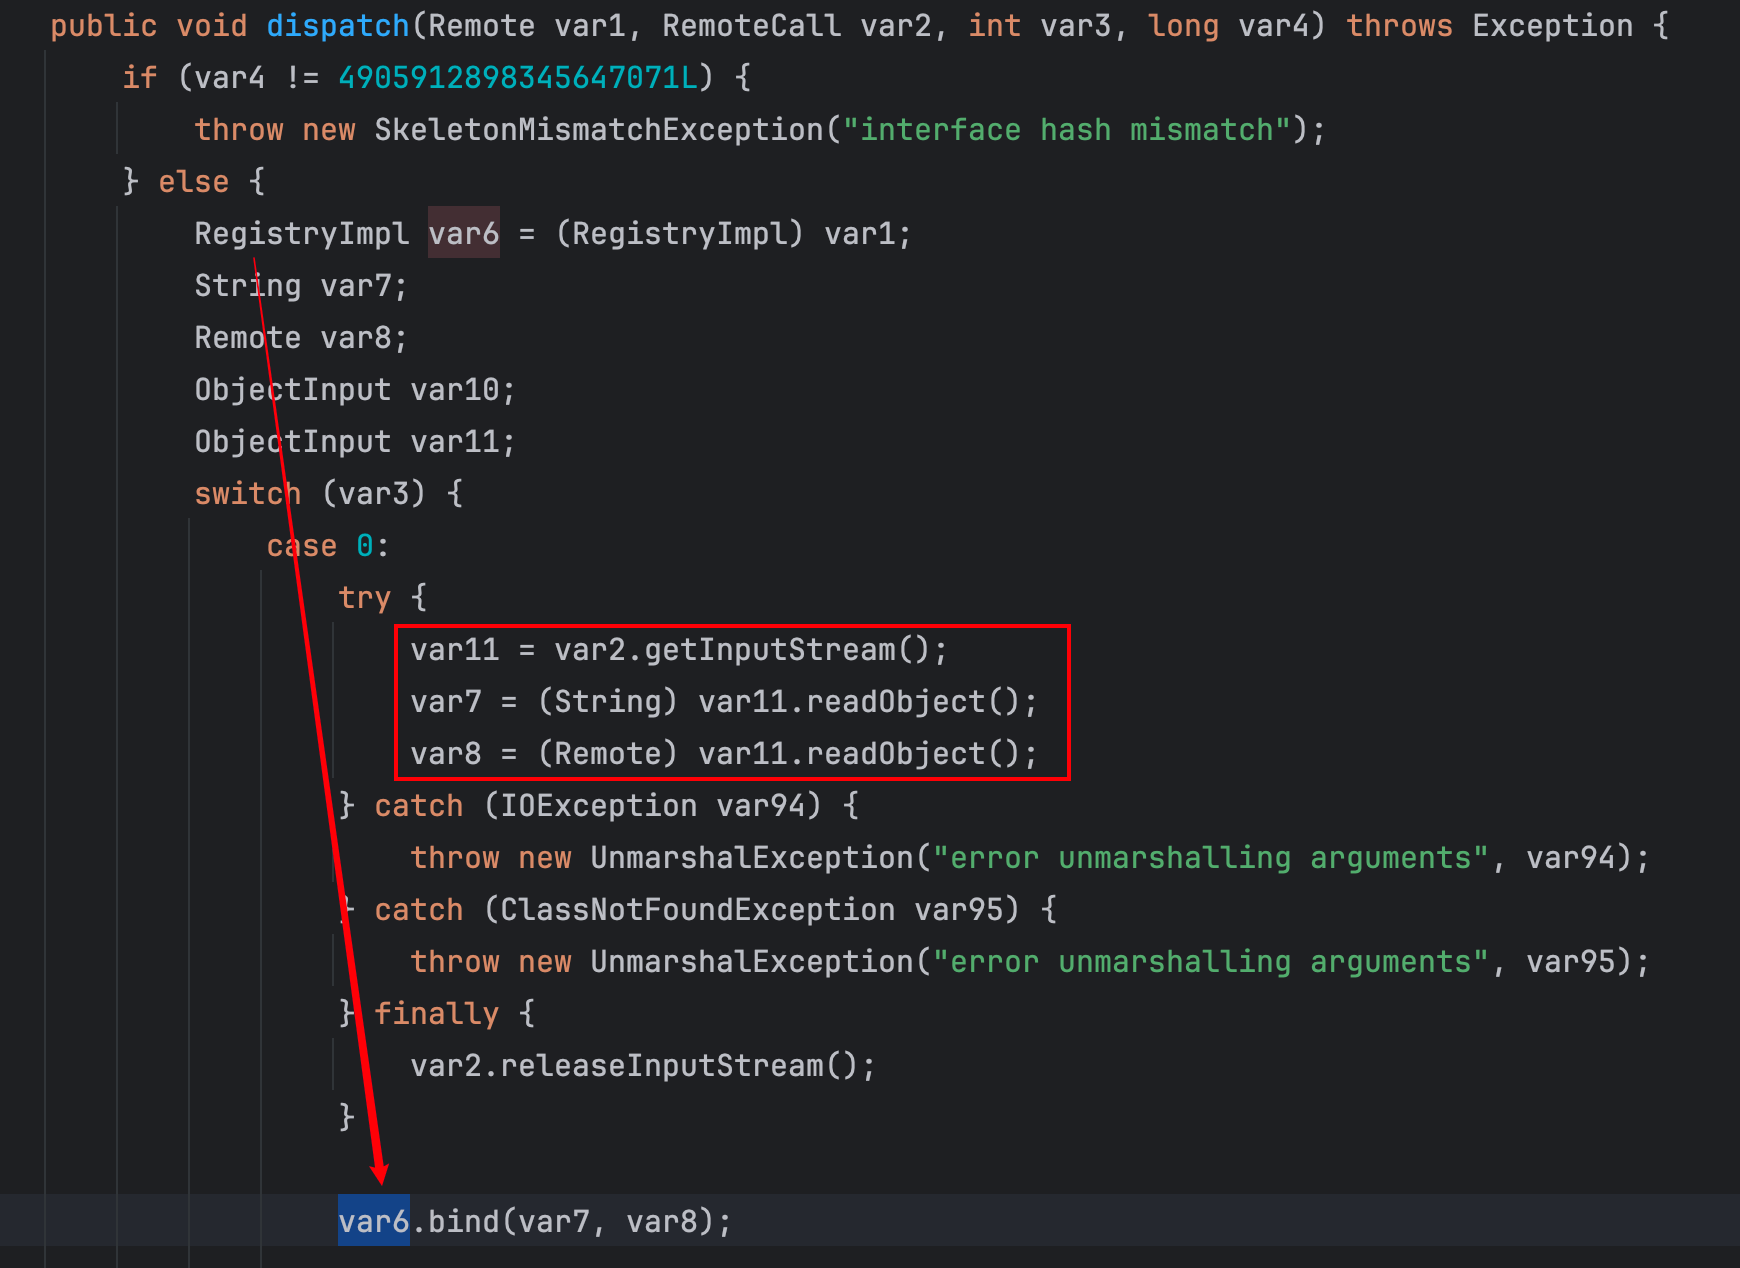 public void dispatch(Remote var1, RemoteCall var2, int var3, long var4) throws Exception {
if (var4 != 4905912898345647071L) {
throw new SkeletonMismatchException("interface hash mismatch");
} else {
RegistryImpl var6 = (RegistryImpl) var1;
String var7;
Remote var8;
ObjectInput var10;
ObjectInput var11;
switch (var3) {
case 0:
try {
var11 = var2.getInputStream();
var7 = (String) var11.readObject();
var8 = (Remote) var11.readObject();
} catch (IOException var94) {
throw new UnmarshalException("error unmarshalling arguments", var94);
} catch (ClassNotFoundException var95) {
throw new UnmarshalException("error unmarshalling arguments", var95);
} finally {
var2.releaseInputStream();
}
var6.bind(var7, var8);